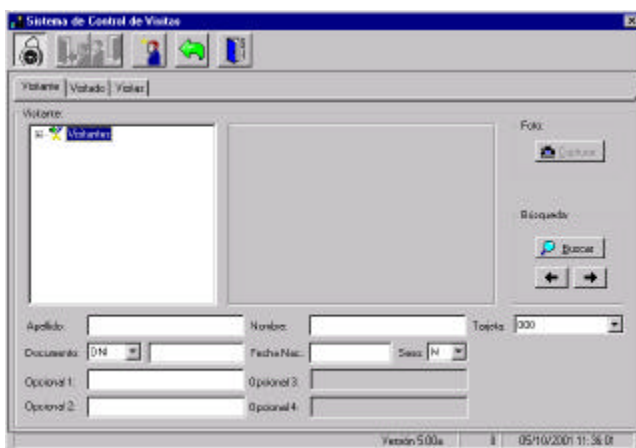 Sistema de Control de Visitas
Visitante Visitado Visitas
Visitante:
Visitantes
Foto:
Capturar
Búsqueda:
Buscar
Apellido: Nombre: Tarjeta: 000
Documento: DNI Fecha Nac.: Sexo: M
Opcional 1: Opcional 3:
Opcional 2: Opcional 4:
Versión 5.00a 8 05/10/2001 11:36:01